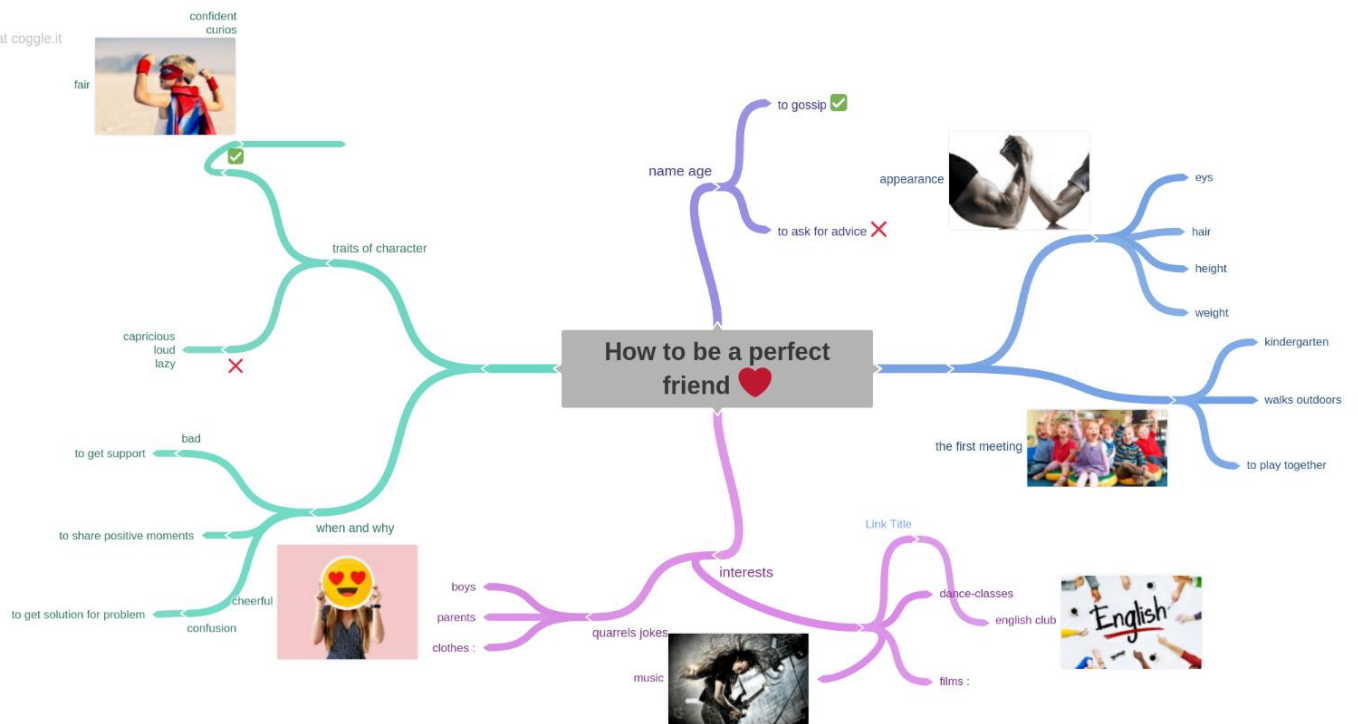 at coggle.it
confident
curios
fair
traits of character
capricious
loud
lazy
bad
to get support
to share positive moments
when and why
cheerful
to get solution for problem
confusion
name age
to gossip
to ask for advice
How to be a perfect
friend
appearance
eys
hair
height
weight
kindergarten
walks outdoors
to play together
the first meeting
interests
boys
parents
clothes :
quarrels jokes
music
Link Title
dance-classes
english club
English
films :